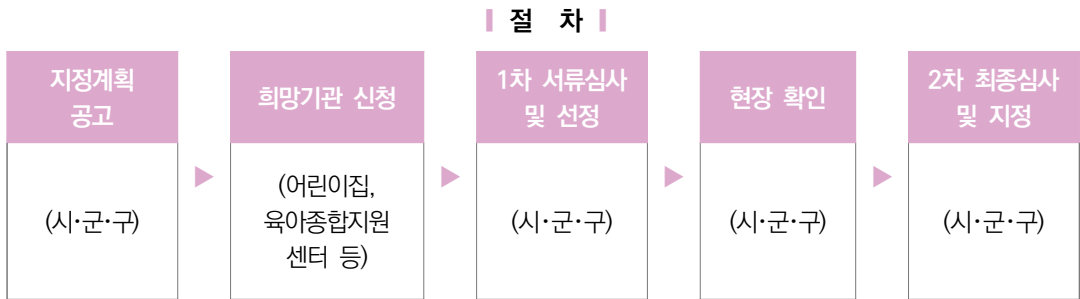 절 차
지정계획
공고
희망기관 신청
1차 서류심사
및 선정
현장 확인
2차 최종심사
및 지정
(시·군·구)
(어린이집,
육아종합지원
센터 등)
(시·군·구)
(시·군·구)
(시·군·구)